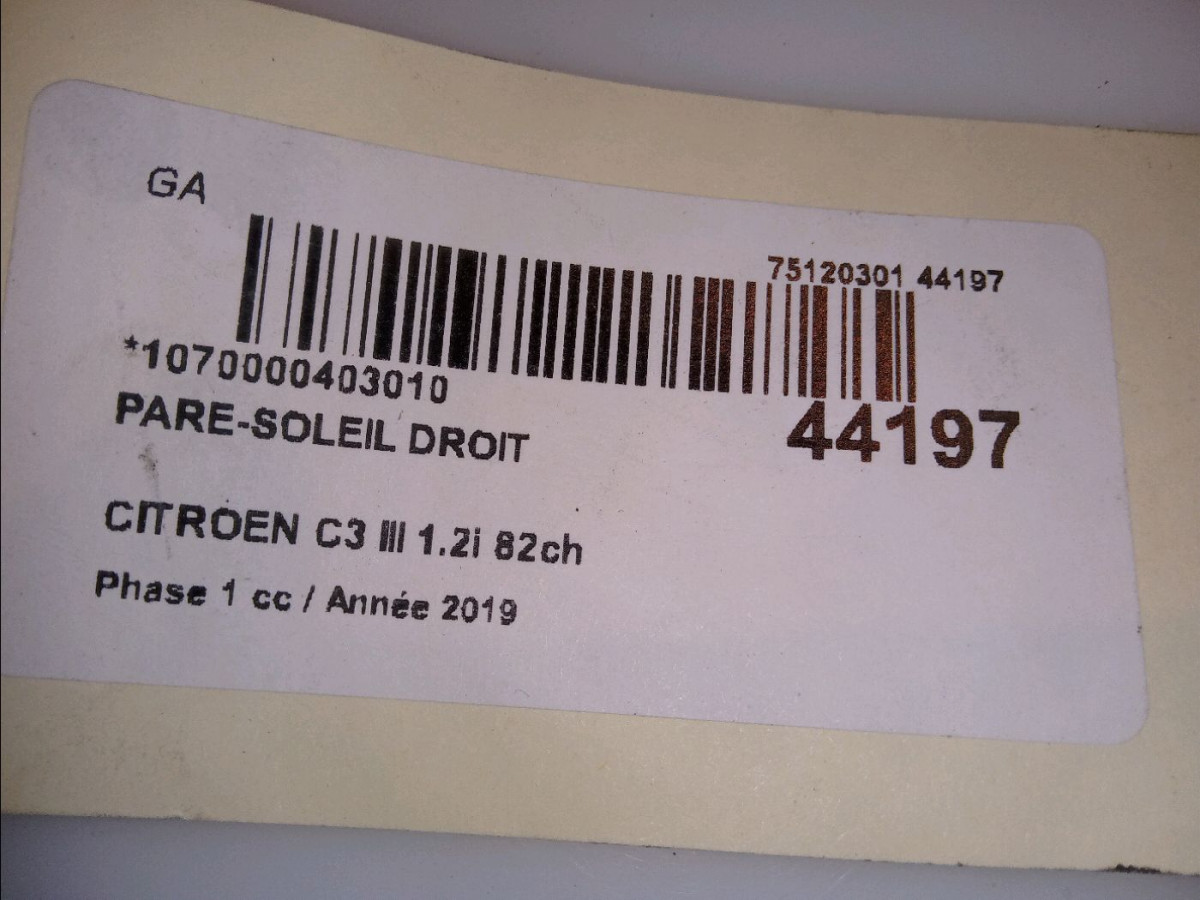 GA
75120301 44197
*1070000403010
44197
PARE-SOLEIL DROIT
CITROEN C3 III 1.2i 82ch
Phase 1 cc / Année 2019